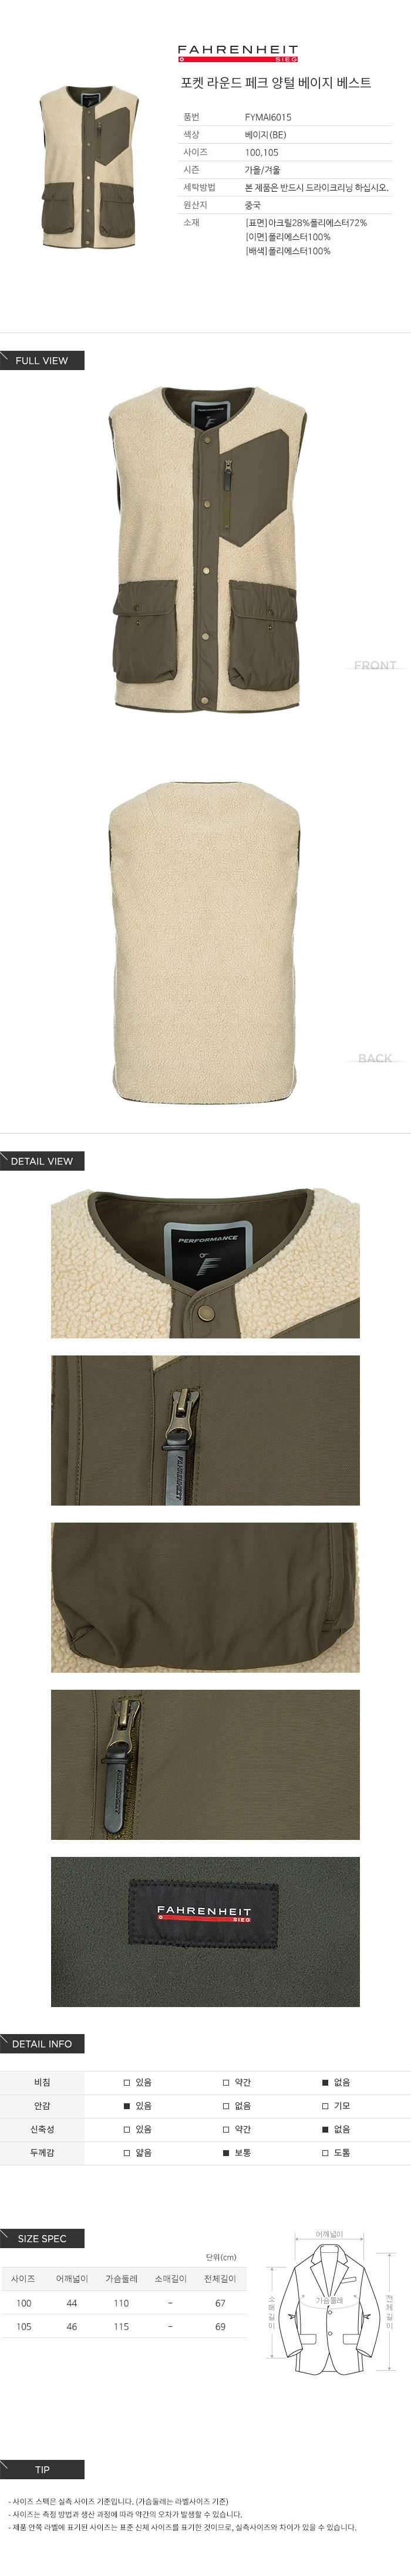 FAHRENHEIT
SIEG
포켓 라운드 페크 양털 베이지 베스트
품번 FYMAI6015
색상 베이지(BE)
사이즈 100,105
시즌 가을/겨울
세탁방법 본 제품은 반드시 드라이크리닝 하십시오.
원산지 중국
소재 [표면]아크릴28%폴리에스터72%
[이면]폴리에스터100%
[배색]폴리에스터100%
FULL VIEW
PERFORMANCE
F
FRONT
BACK
DETAIL VIEW
PERFORMANCE
F
FAHRENHEIT
FAHRENHEIT
FAHRENHEIT
SIEG
DETAIL INFO
비침 □ 있음 □ 약간 ■ 없음
안감 ■ 있음 □ 없음 □ 기모
신축성 □ 있음 □ 약간 ■ 없음
두께감 □ 얇음 ■ 보통 □ 도톰
SIZE SPEC
단위(cm)
사이즈 어깨넓이 가슴둘레 소매길이 전체길이
100 44 110 - 67
105 46 115 - 69
어깨넓이
가슴둘레
소매길이
전체길이
TIP
- 사이즈 스펙은 실측 사이즈 기준입니다. (가슴둘레는 라벨사이즈 기준)
- 사이즈는 측정 방법과 생산 과정에 따라 약간의 오차가 발생할 수 있습니다.
- 제품 안쪽 라벨에 표기된 사이즈는 표준 신체 사이즈를 표기한 것이므로, 실측사이즈와 차이가 있을 수 있습니다.